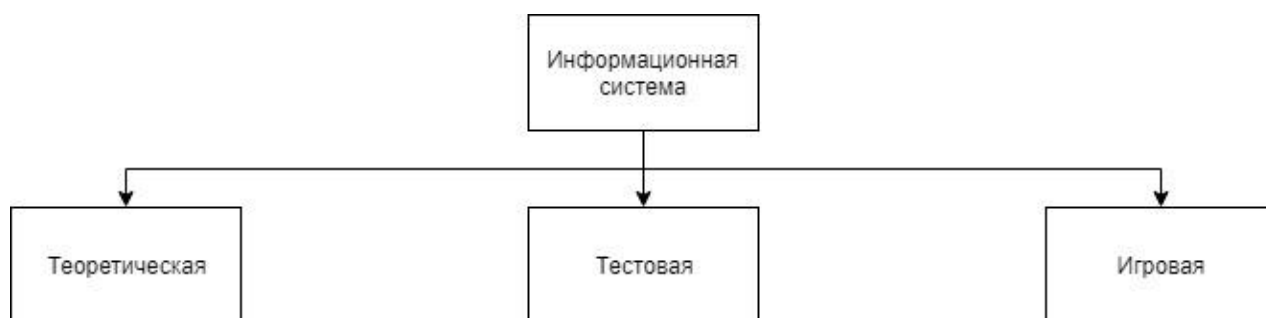 Информационная
система
Теоретическая
Тестовая
Игровая